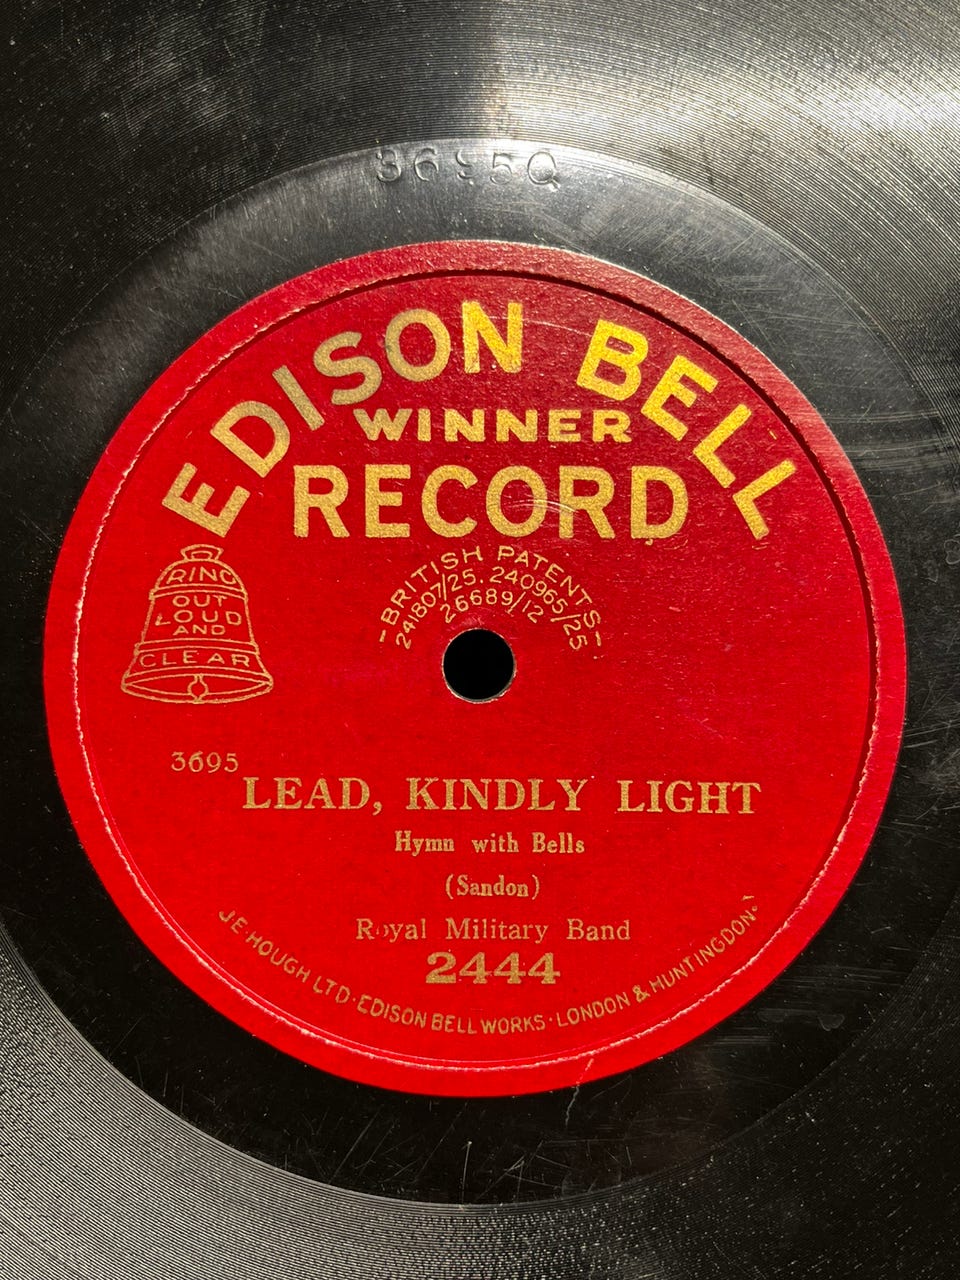 3695Q
EDISON BELL
WINNER
RECORD
-BRITISH PATENTS-
241807/25. 240965/25
26689/12
RING
OUT
LOUD
AND
CLEAR
3695
LEAD, KINDLY LIGHT
Hymn with Bells
(Sandon)
Royal Military Band
2444
J.E. HOUGH LTD · EDISON BELL WORKS · LONDON & HUNTINGDON.